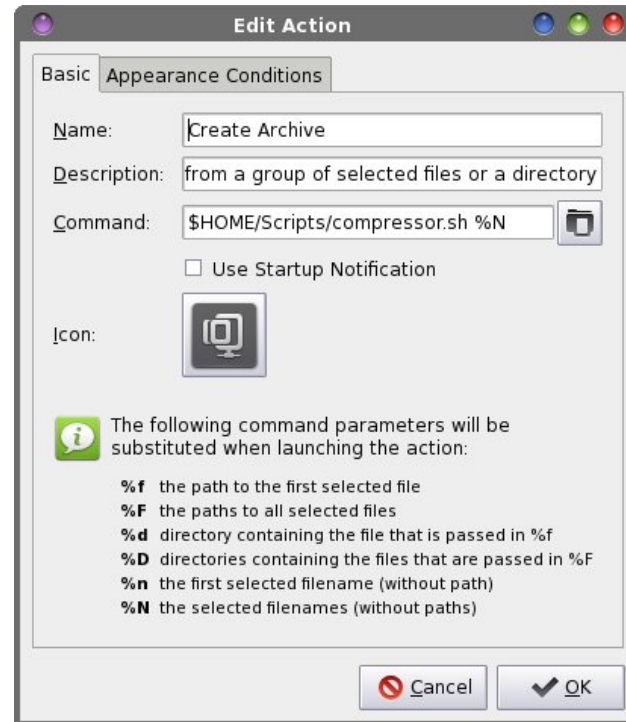 Edit Action
Basic Appearance Conditions
Name: Create Archive
Description: from a group of selected files or a directory
Command: $HOME/Scripts/compressor.sh %N
Use Startup Notification
Icon:
The following command parameters will be
substituted when launching the action:
%f the path to the first selected file
%F the paths to all selected files
%d directory containing the file that is passed in %f
%D directories containing the files that are passed in %F
%n the first selected filename (without path)
%N the selected filenames (without paths)
Cancel OK